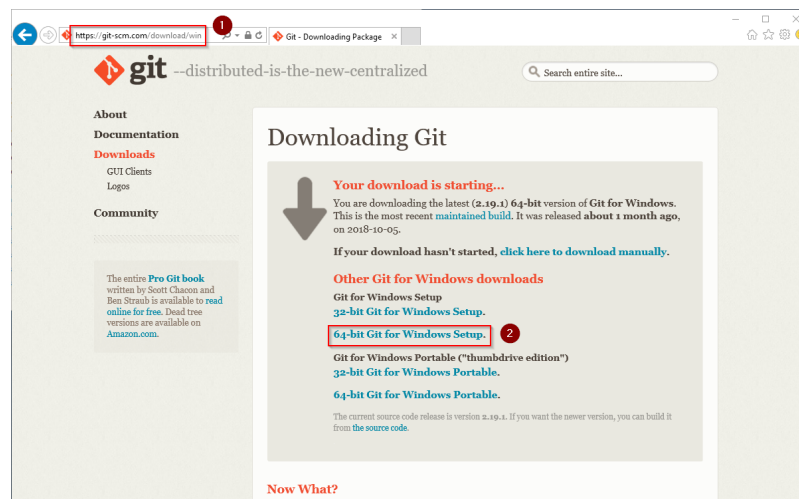 1
https://git-scm.com/download/win
Git - Downloading Package
git --distributed-is-the-new-centralized
Search entire site...
About
Documentation
Downloads
GUI Clients
Logos
Community
The entire Pro Git book
written by Scott Chacon and
Ben Straub is available to read
online for free. Dead tree
versions are available on
Amazon.com.
Downloading Git
Your download is starting...
You are downloading the latest (2.19.1) 64-bit version of Git for Windows.
This is the most recent maintained build. It was released about 1 month ago,
on 2018-10-05.
If your download hasn't started, click here to download manually.
Other Git for Windows downloads
Git for Windows Setup
32-bit Git for Windows Setup.
64-bit Git for Windows Setup.
2
Git for Windows Portable ("thumbdrive edition")
32-bit Git for Windows Portable.
64-bit Git for Windows Portable.
The current source code release is version 2.19.1. If you want the newer version, you can build it
from the source code.
Now What?